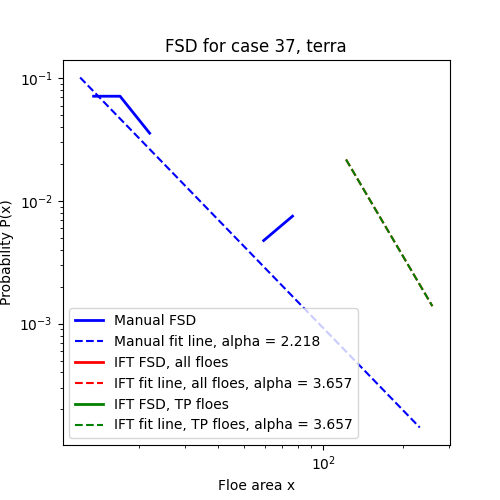 FSD for case 37, terra
Probability P(x)
10⁻¹
10⁻²
10⁻³
Manual FSD
Manual fit line, alpha = 2.218
IFT FSD, all floes
IFT fit line, all floes, alpha = 3.657
IFT FSD, TP floes
IFT fit line, TP floes, alpha = 3.657
10²
Floe area x